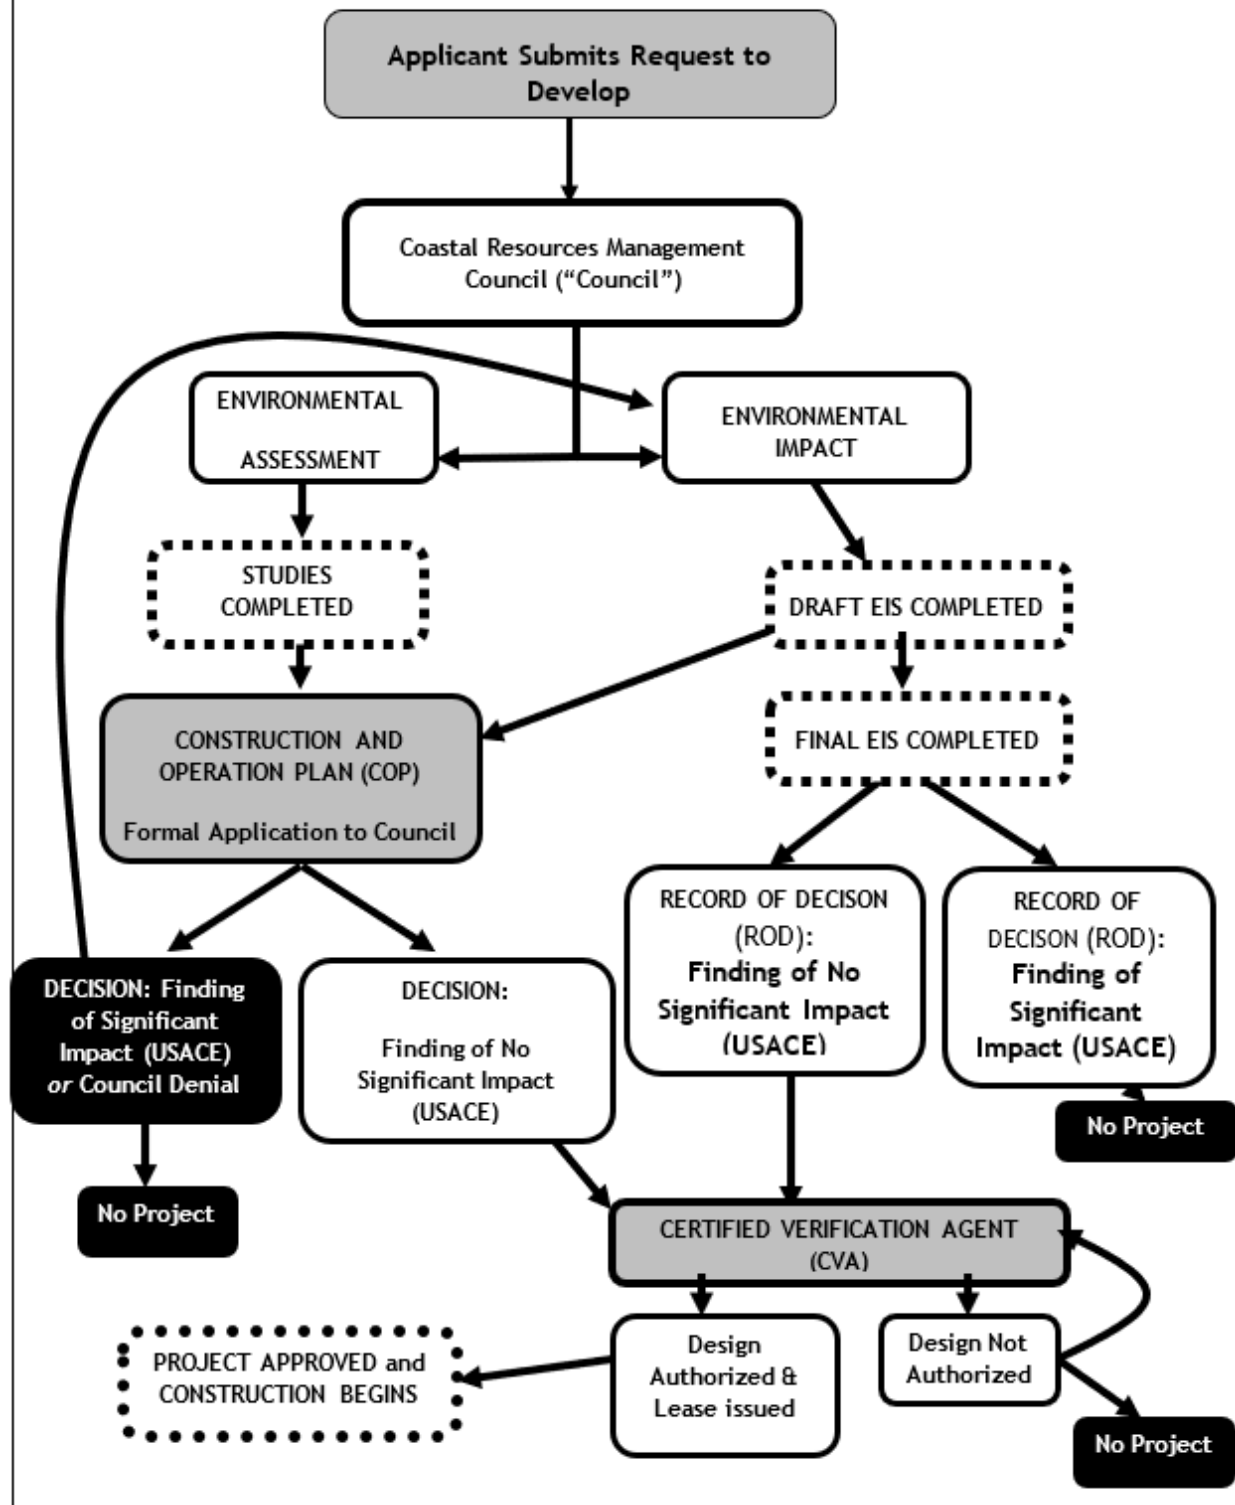 Applicant Submits Request to
Develop
Coastal Resources Management
Council (“Council”)
ENVIRONMENTAL
ASSESSMENT
ENVIRONMENTAL
IMPACT
STUDIES
COMPLETED
DRAFT EIS COMPLETED
CONSTRUCTION AND
OPERATION PLAN (COP)
Formal Application to Council
FINAL EIS COMPLETED
RECORD OF DECISON
(ROD):
Finding of No
Significant Impact
(USACE)
RECORD OF
DECISON (ROD):
Finding of
Significant
Impact (USACE)
DECISION: Finding
of Significant
Impact (USACE)
or Council Denial
DECISION:
Finding of No
Significant Impact
(USACE)
No Project
No Project
CERTIFIED VERIFICATION AGENT
(CVA)
PROJECT APPROVED and
CONSTRUCTION BEGINS
Design
Authorized &
Lease issued
Design Not
Authorized
No Project